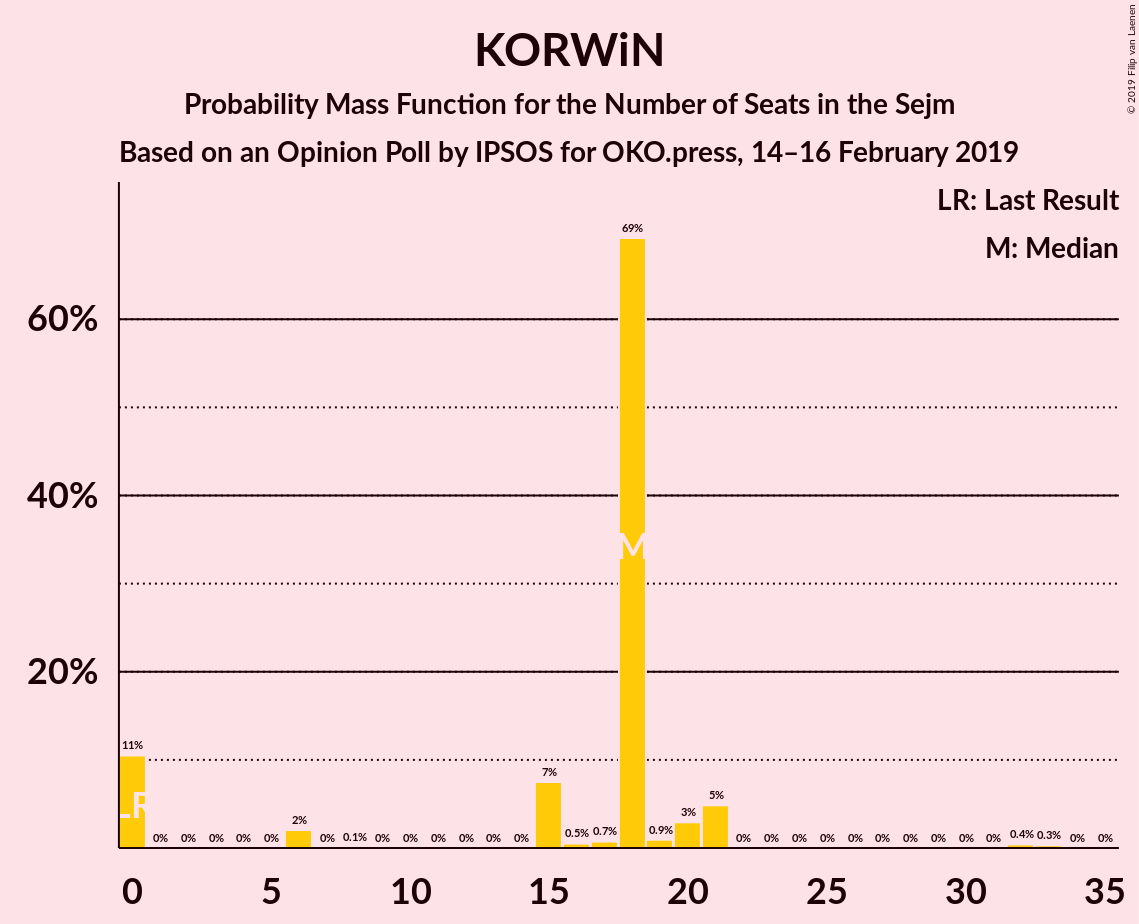 KORWiN
Probability Mass Function for the Number of Seats in the Sejm
Based on an Opinion Poll by IPSOS for OKO.press, 14–16 February 2019
© 2019 Filip van Laenen
LR: Last Result
M: Median
60%
40%
20%
11% 0% 0% 0% 0% 0% 2% 0% 0.1% 0% 0% 0% 0% 0% 0% 7% 0.5% 0.7% 69% 0.9% 3% 5% 0% 0% 0% 0% 0% 0% 0% 0% 0% 0% 0.4% 0.3% 0% 0%
LR
M
0 5 10 15 20 25 30 35